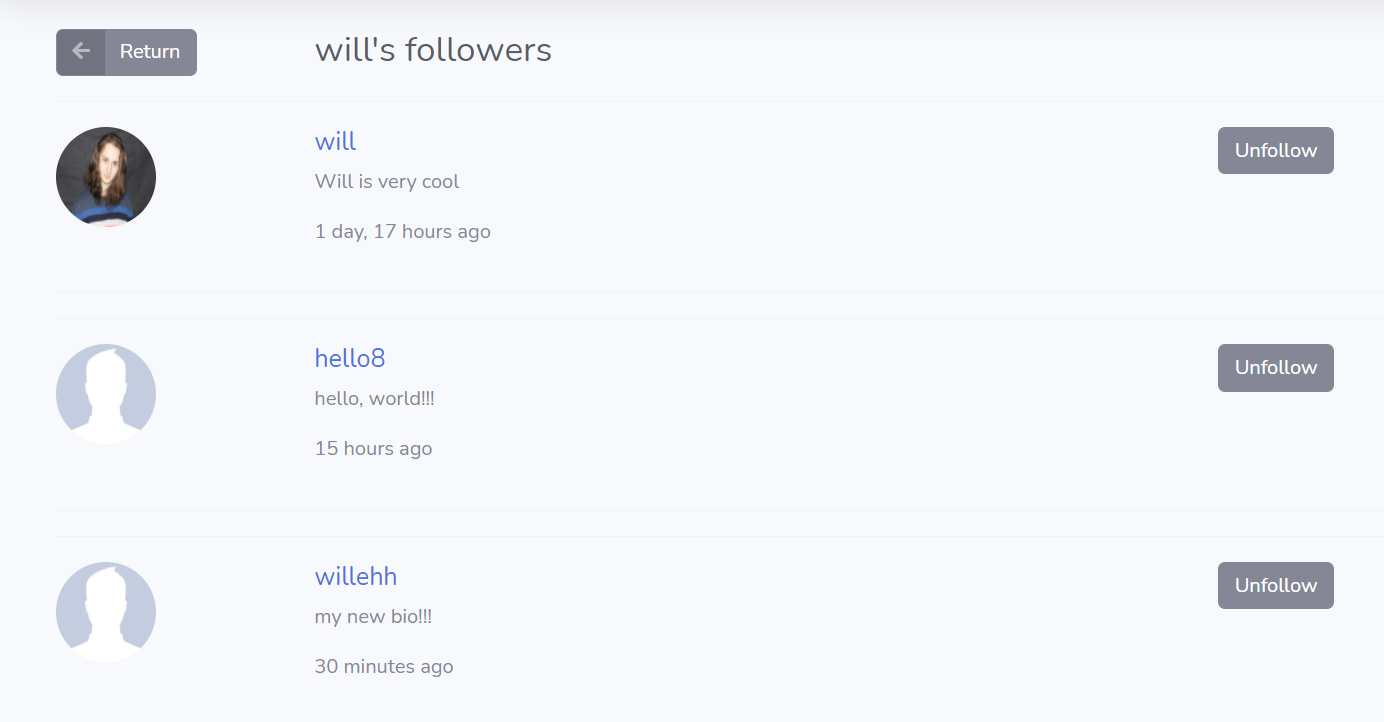 Return
will's followers
will
Unfollow
Will is very cool
1 day, 17 hours ago
hello8
Unfollow
hello, world!!!
15 hours ago
willehh
Unfollow
my new bio!!!
30 minutes ago